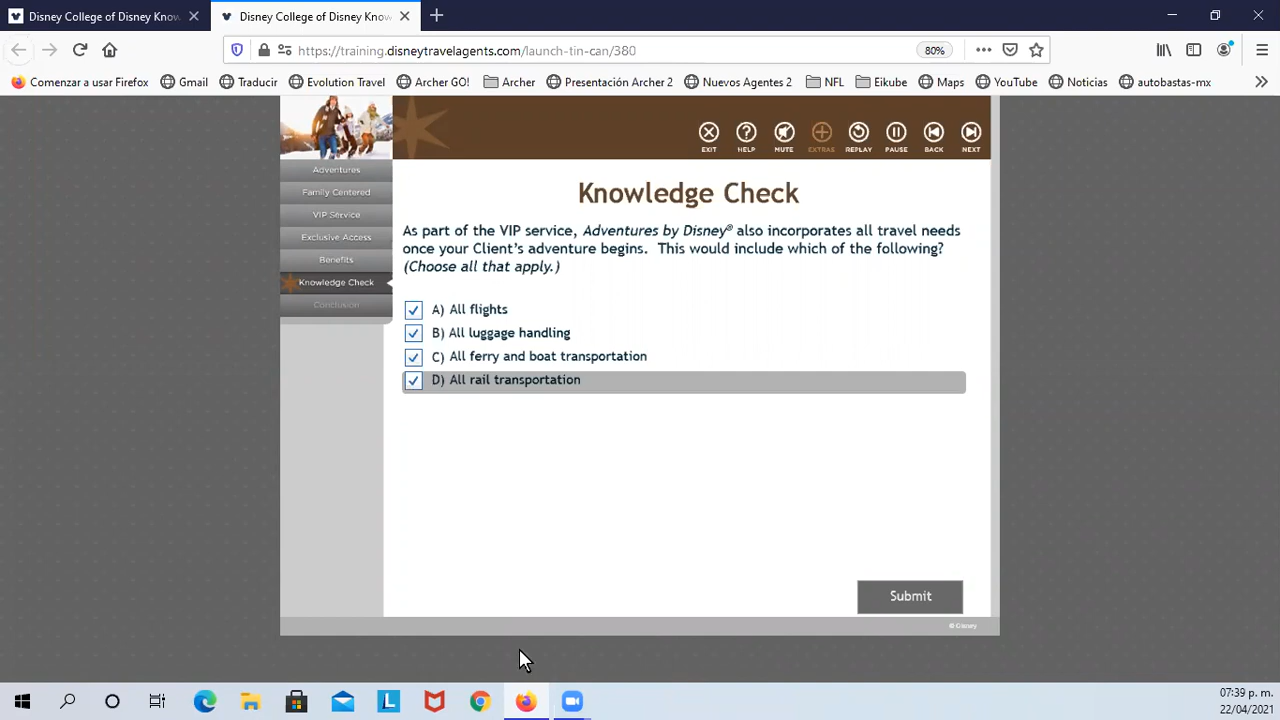 Disney College of Disney Know
Disney College of Disney Know
https://training.disneytravelagents.com/launch-tin-can/380
80%
Comenzar a usar Firefox
Gmail
Traducir
Evolution Travel
Archer GO!
Archer
Presentación Archer 2
Nuevos Agentes 2
NFL
Eikube
Maps
YouTube
Noticias
autobastas-mx
EXIT
HELP
MUTE
EXTRAS
REPLAY
PAUSE
BACK
NEXT
Adventures
Family Centered
VIP Service
Exclusive Access
Benefits
Knowledge Check
Conclusion
Knowledge Check
As part of the VIP service, Adventures by Disney® also incorporates all travel needs
once your Client's adventure begins. This would include which of the following?
(Choose all that apply.)
A) All flights
B) All luggage handling
C) All ferry and boat transportation
D) All rail transportation
Submit
© Disney
07:39 p. m.
22/04/2021